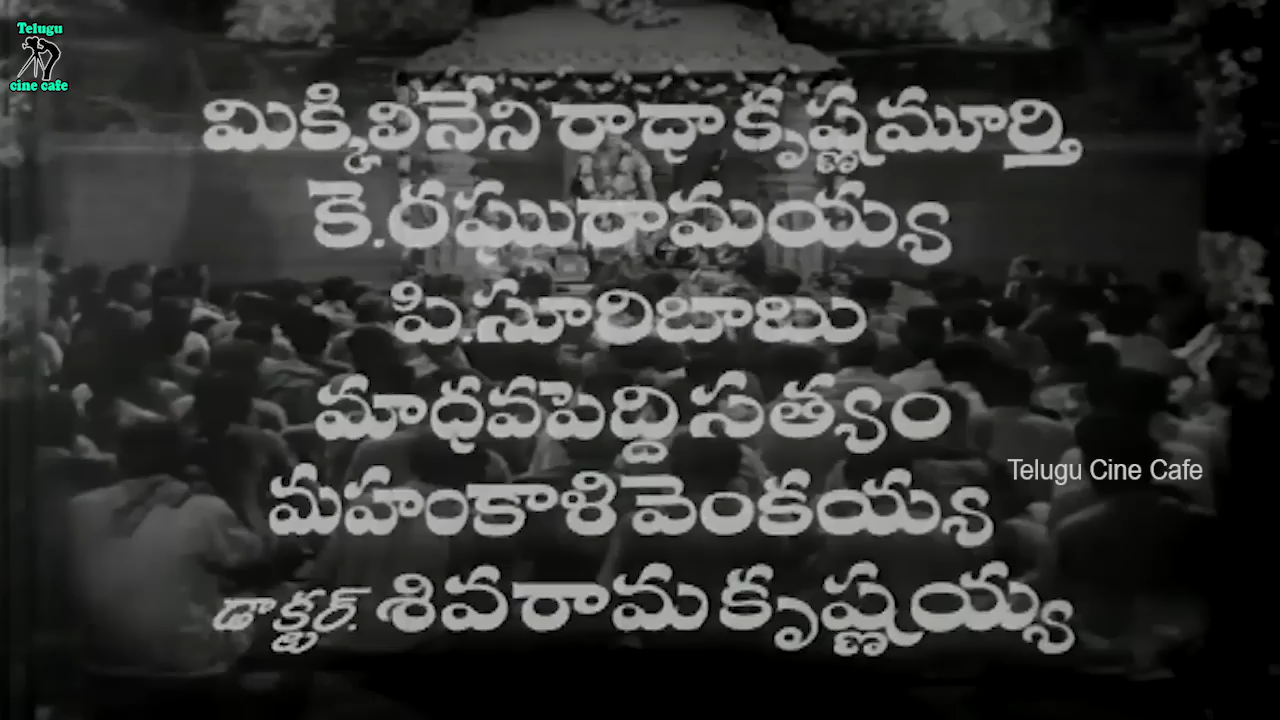 Telugu
cine cafe
మిక్కిలినేని రాధాకృష్ణమూర్తి
కె.రఘురామయ్య
పి.సూరిబాబు
మాధవపెద్ది సత్యం
Telugu Cine Cafe
మహంకాళి వెంకయ్య
డాక్టర్. శివరామకృష్ణయ్య